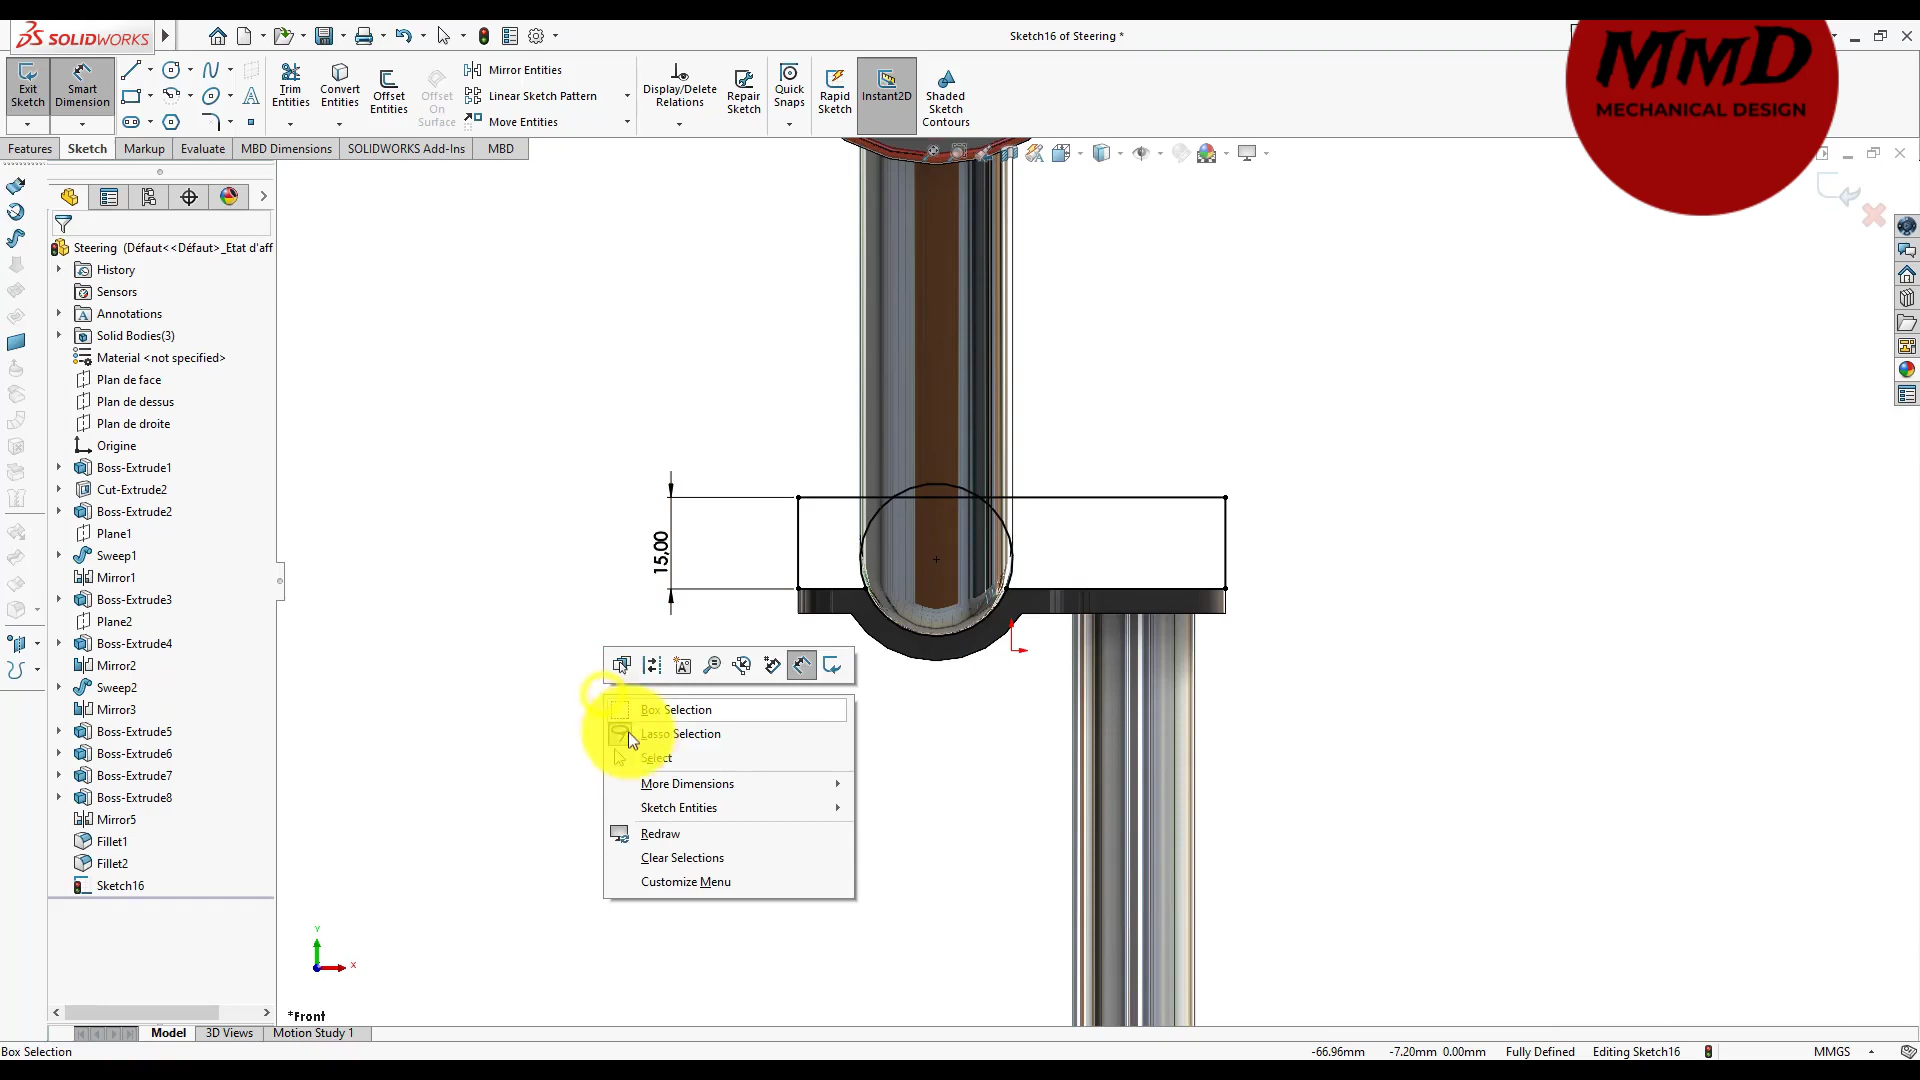 SOLIDWORKS
Sketch16 of Steering *
MMD
MECHANICAL DESIGN
Exit Sketch
Smart Dimension
Trim Entities
Convert Entities
Offset Entities
Offset On Surface
Mirror Entities
Linear Sketch Pattern
Move Entities
Display/Delete Relations
Repair Sketch
Quick Snaps
Rapid Sketch
Instant2D
Shaded Sketch Contours
Features
Sketch
Markup
Evaluate
MBD Dimensions
SOLIDWORKS Add-Ins
MBD
Steering (Défaut<<Défaut>_Etat d'aff
History
Sensors
Annotations
Solid Bodies(3)
Material <not specified>
Plan de face
Plan de dessus
Plan de droite
Origine
Boss-Extrude1
Cut-Extrude2
Boss-Extrude2
Plane1
Sweep1
Mirror1
Boss-Extrude3
Plane2
Boss-Extrude4
Mirror2
Sweep2
Mirror3
Boss-Extrude5
Boss-Extrude6
Boss-Extrude7
Boss-Extrude8
Mirror5
Fillet1
Fillet2
Sketch16
15,00
Box Selection
Lasso Selection
Select
More Dimensions
Sketch Entities
Redraw
Clear Selections
Customize Menu
Y
X
*Front
Model
3D Views
Motion Study 1
Box Selection
-66.96mm
-7.20mm
0.00mm
Fully Defined
Editing Sketch16
MMGS